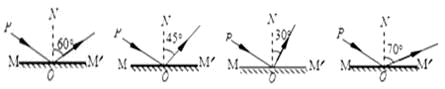 N N N N
P 60° P 45° P 30° P 70°
M M′ M M′ M M′ M M′
O O O O